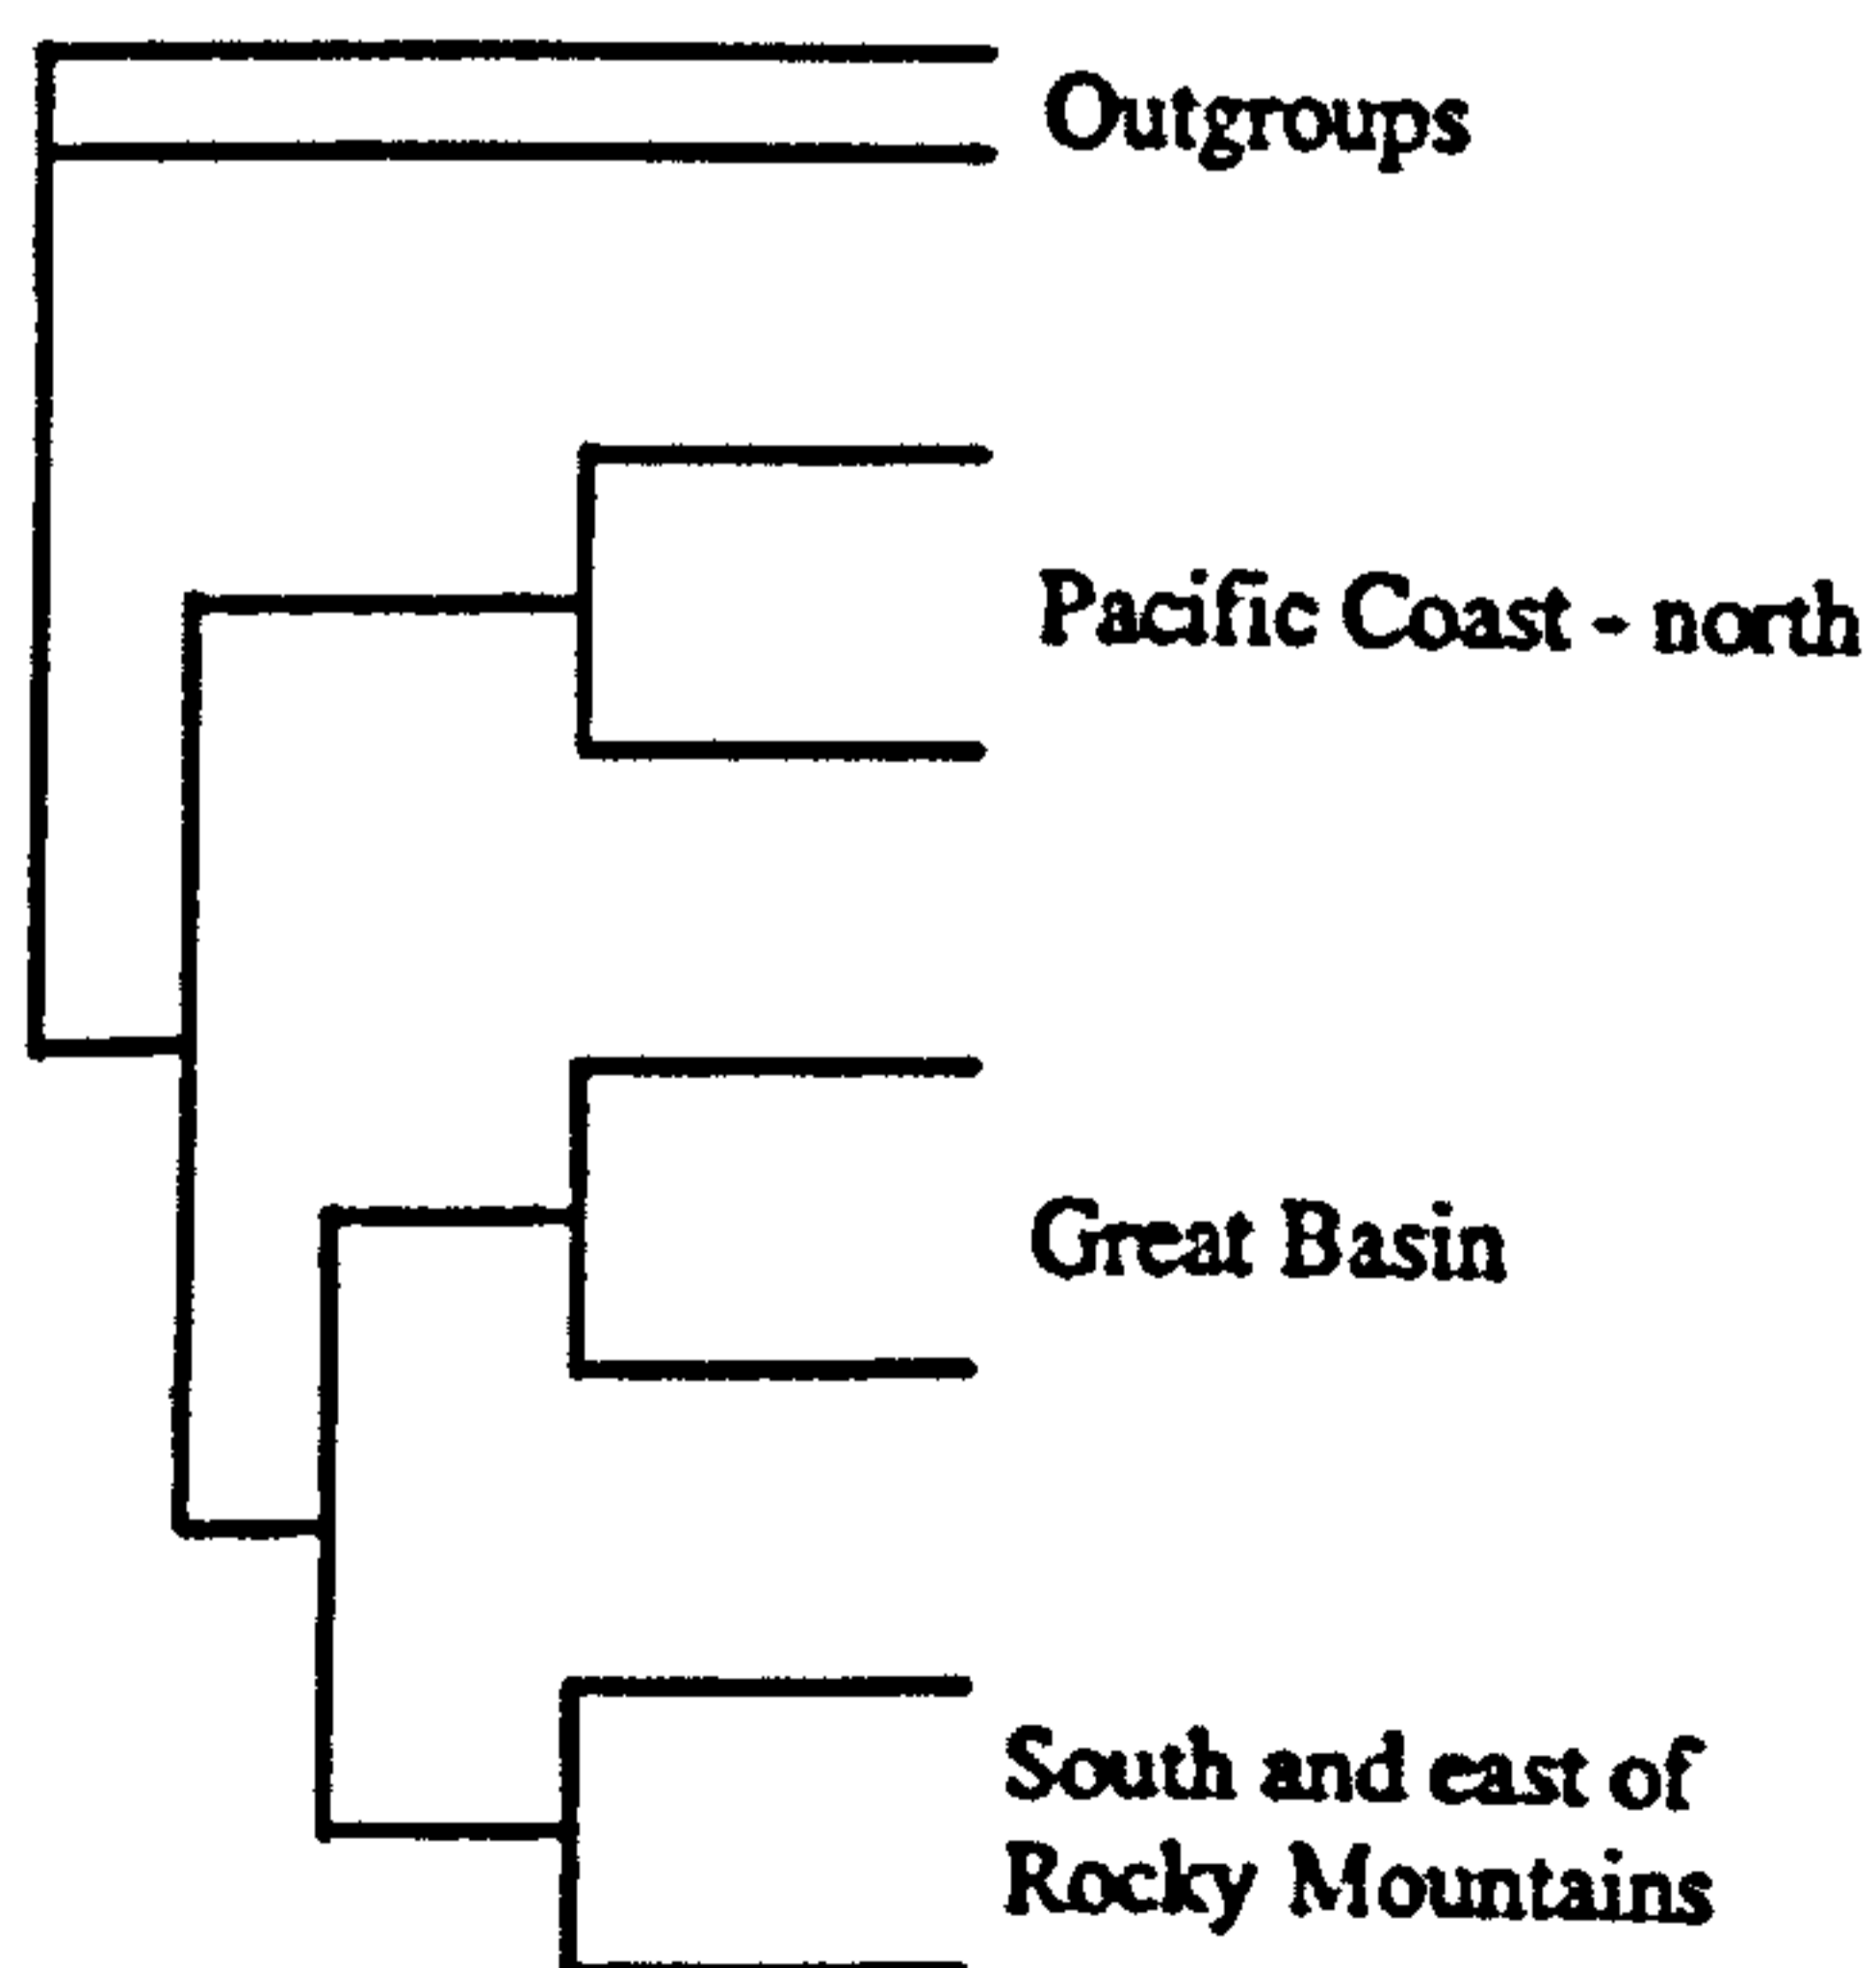 Outgroups
Pacific Coast - north
Great Basin
South and east of
Rocky Mountains